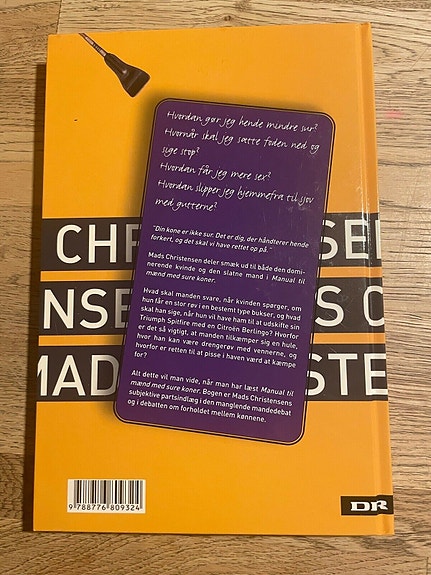 Hvordan gør jeg hende mindre sur?
Hvornår skal jeg sætte foden ned og
sige stop?
Hvordan får jeg mere sex?
Hvordan slipper jeg hjemmefra til sjov
med gutterne?
"Din kone er ikke sur. Det er dig, der håndterer hende
forkert, og det skal vi have rettet op på."
Mads Christensen deler smæk ud til både den domi-
nerende kvinde og den slatne mand i Manual til
mænd med sure koner.
Hvad skal manden svare, når kvinden spørger, om
hun får en stor røv i en bestemt type bukser, og hvad
skal han sige, når hun vil have ham til at udskifte sin
Triumph Spitfire med en Citroën Berlingo? Hvorfor
er det så vigtigt, at manden tilkæmper sig en hule,
hvor han kan være drengerøv med vennerne, og
hvorfor er retten til at pisse i haven værd at kæmpe
for?
Alt dette vil man vide, når man har læst Manual til
mænd med sure koner. Bogen er Mads Christensens
subjektive partsindlæg i den manglende mandedebat
og i debatten om forholdet mellem kønnene.
CHR SEN
NSE S C
MAD STE
9 788776 809324
DR